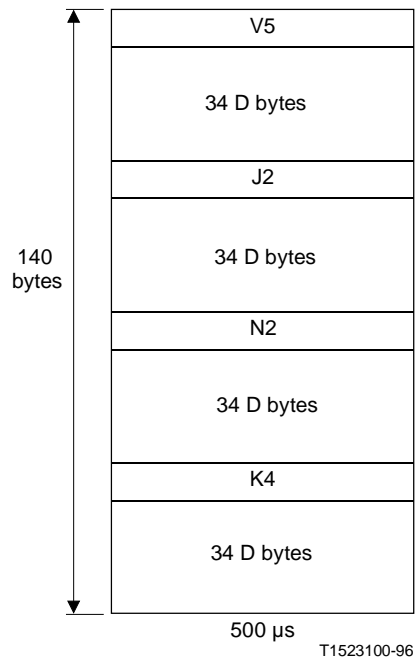 V5
34 D bytes
J2
140
bytes
34 D bytes
N2
34 D bytes
K4
34 D bytes
500 µs
T1523100-96